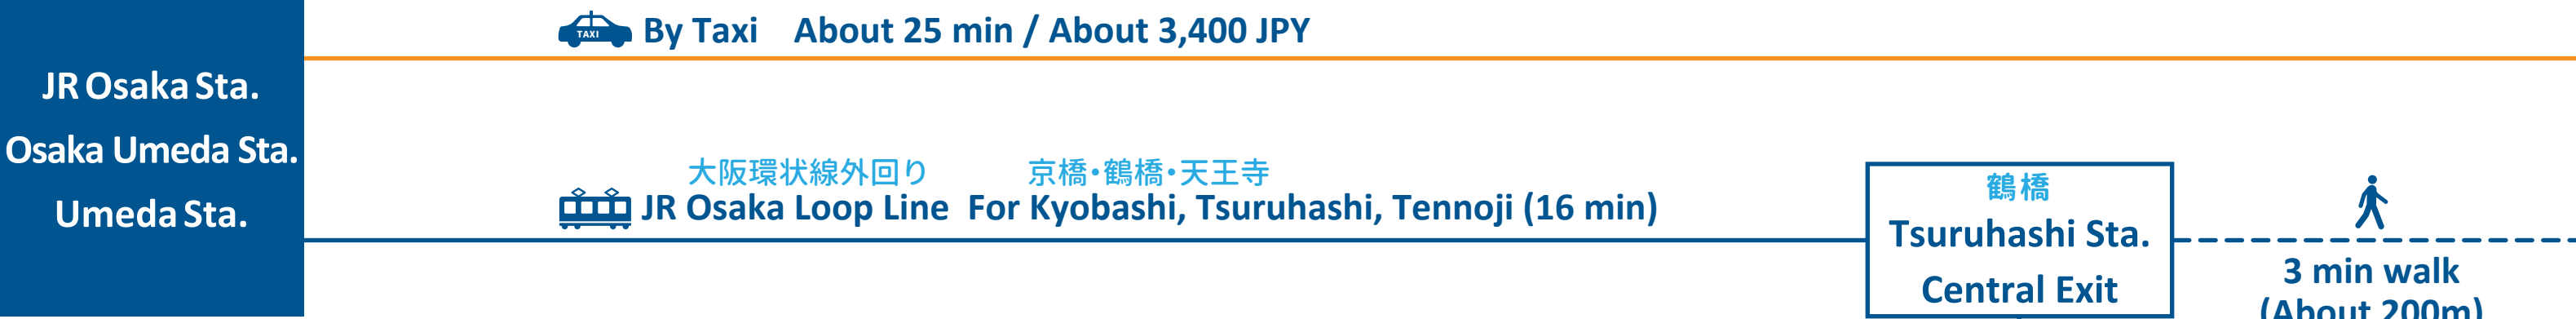 JR Osaka Sta.
Osaka Umeda Sta.
Umeda Sta.
TAXI
By Taxi About 25 min / About 3,400 JPY
大阪環状線外回り 京橋・鶴橋・天王寺
JR Osaka Loop Line For Kyobashi, Tsuruhashi, Tennoji (16 min)
鶴橋
Tsuruhashi Sta.
Central Exit
3 min walk
(About 200m)